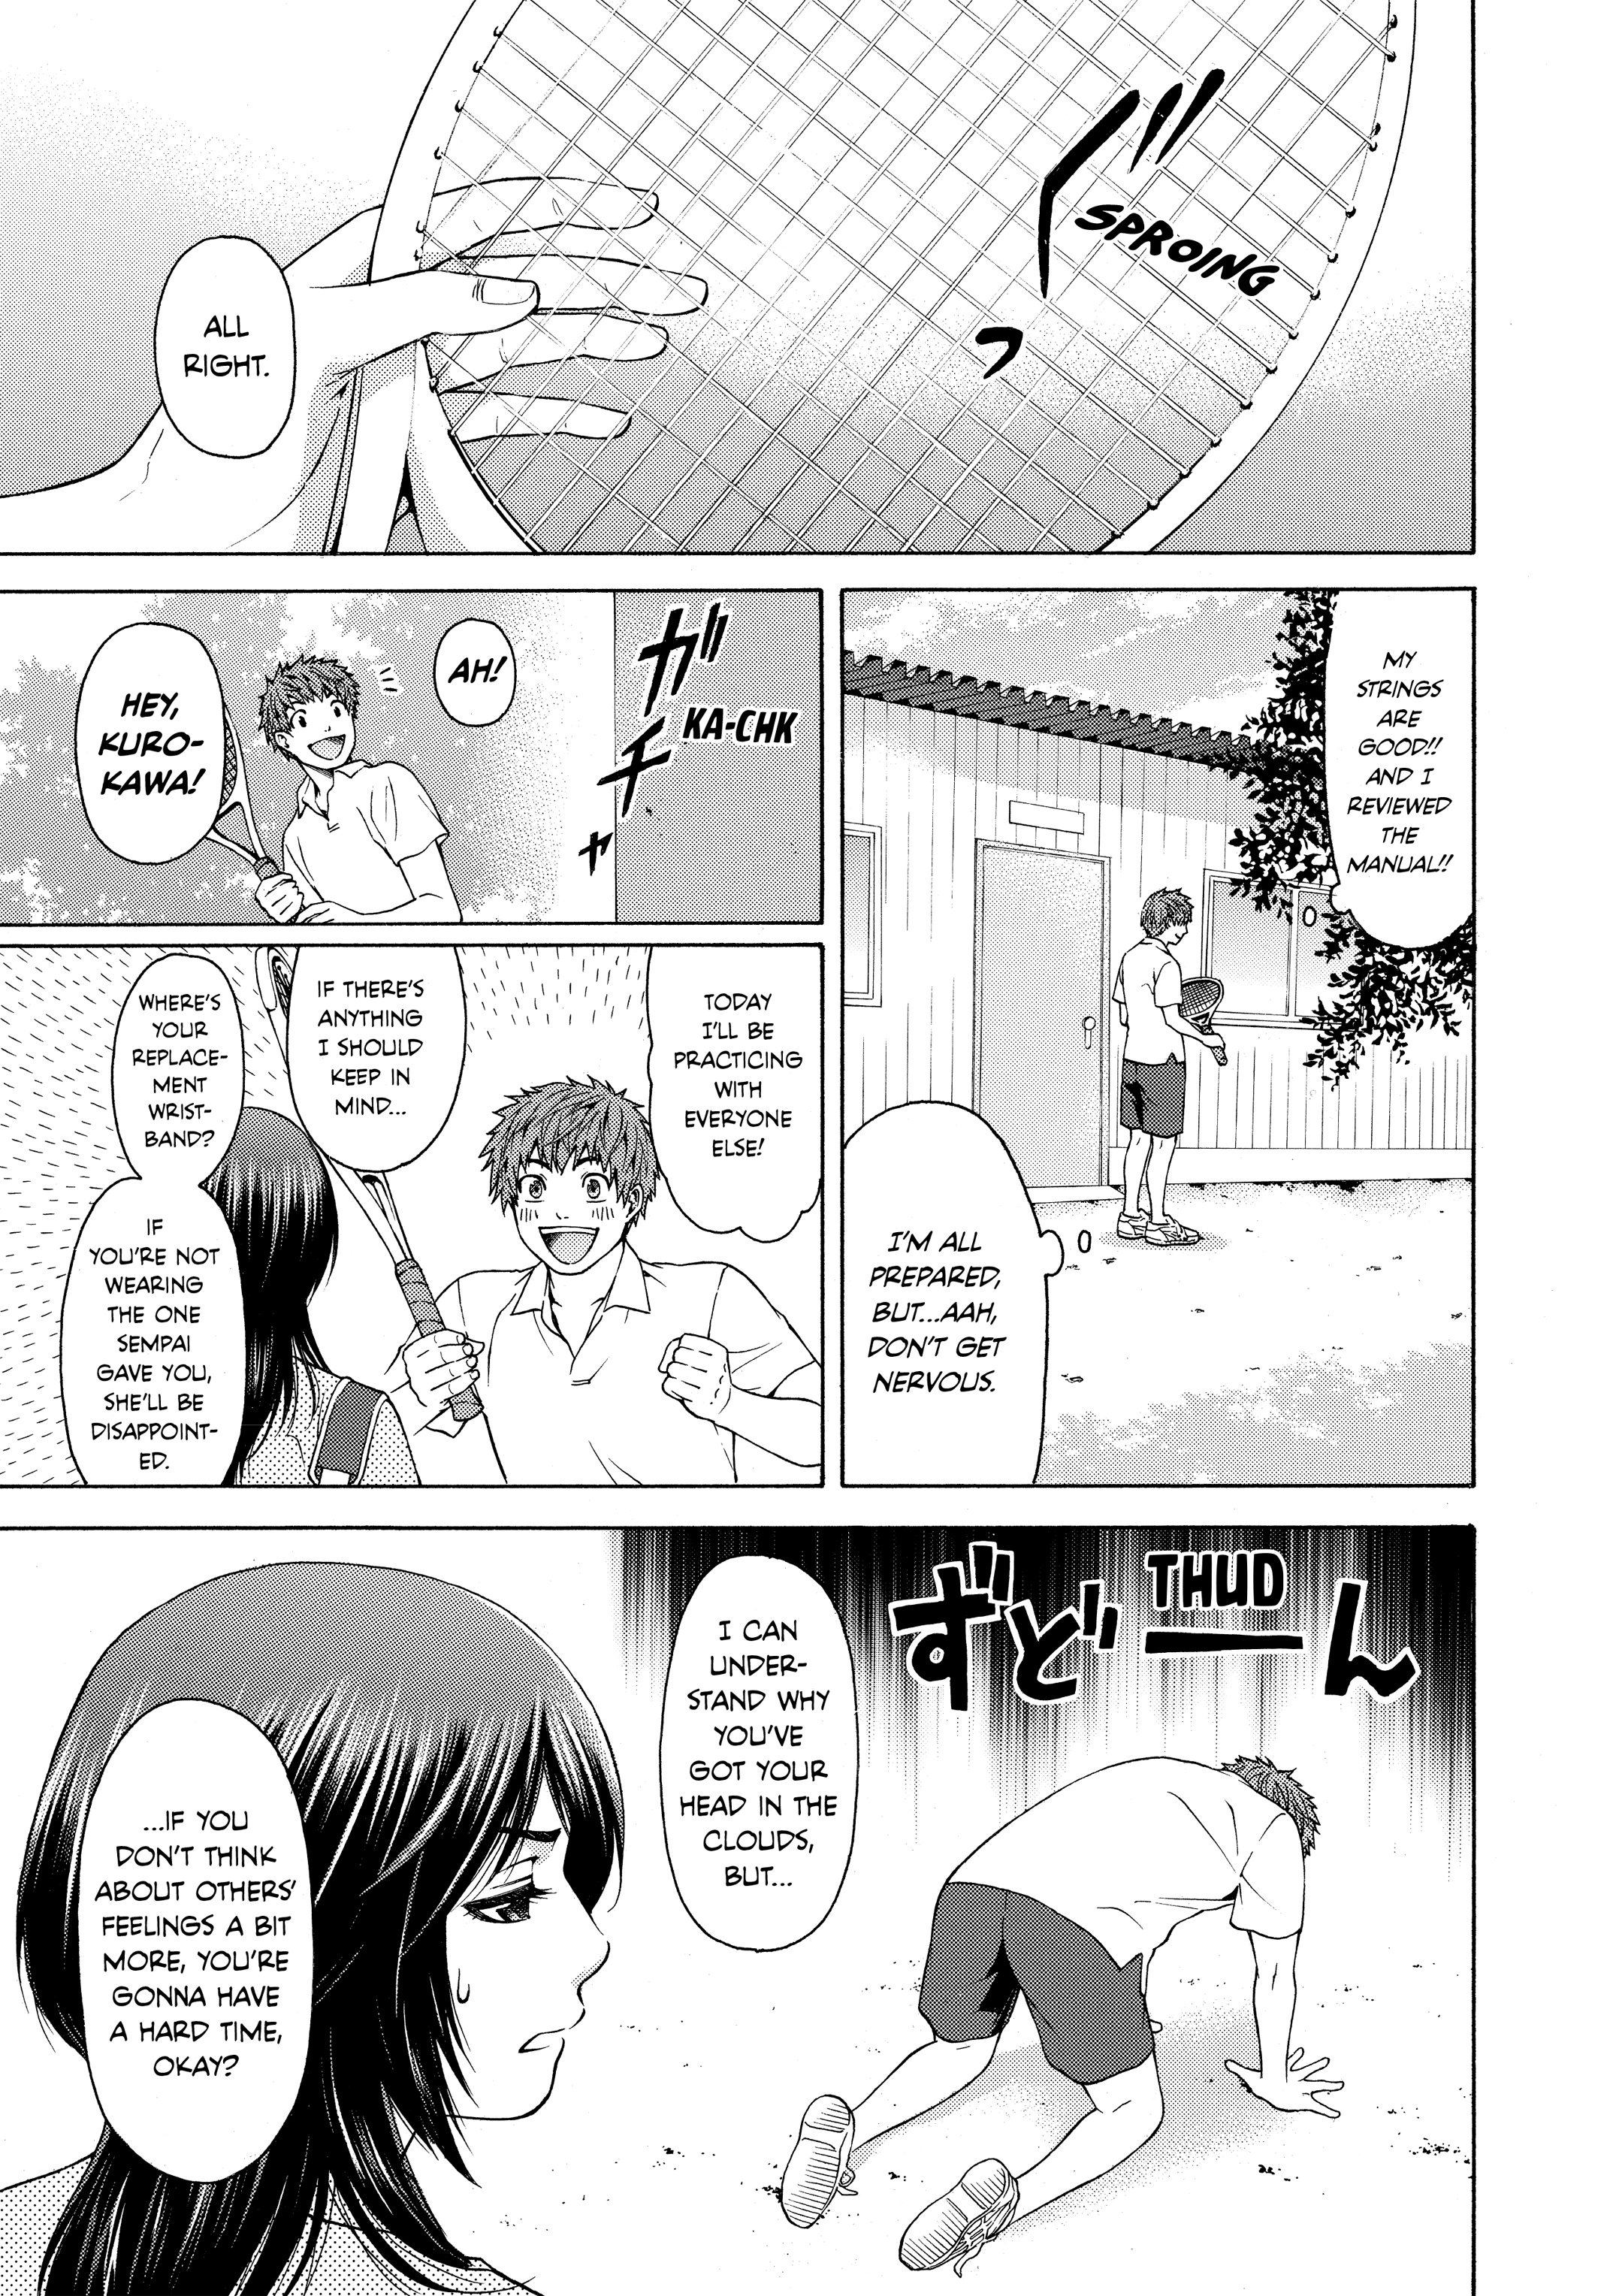 グッ
SPROING
ALL
RIGHT.
MY
STRINGS
ARE
GOOD!!
AND I
REVIEWED
THE
MANUAL!!
I'M ALL
PREPARED,
BUT...AAH,
DON'T GET
NERVOUS.
ガチャ
KA-CHK
AH!
HEY,
KURO-
KAWA!
TODAY
I'LL BE
PRACTICING
WITH
EVERYONE
ELSE!
IF THERE'S
ANYTHING
I SHOULD
KEEP IN
MIND...
WHERE'S
YOUR
REPLACE-
MENT
WRIST-
BAND?
IF
YOU'RE NOT
WEARING
THE ONE
SEMPAI
GAVE YOU,
SHE'LL BE
DISAPPOINT-
ED.
ずどーん
THUD
I CAN
UNDER-
STAND WHY
YOU'VE
GOT YOUR
HEAD IN THE
CLOUDS,
BUT...
...IF YOU
DON'T THINK
ABOUT OTHERS'
FEELINGS A BIT
MORE, YOU'RE
GONNA HAVE
A HARD TIME,
OKAY?